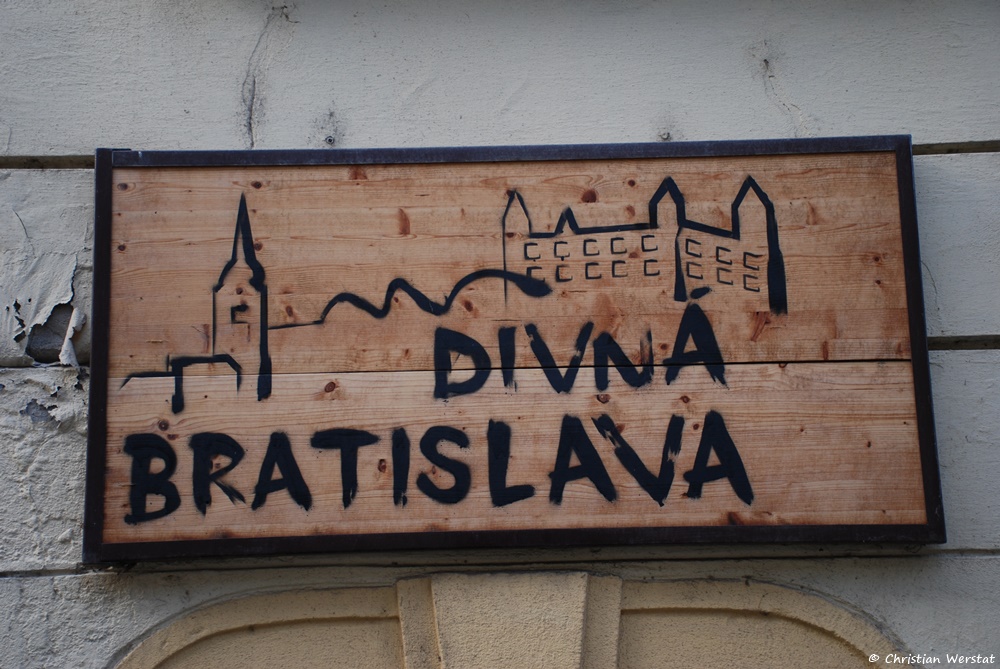 DIVNÁ
BRATISLAVA
© Christian Werstat